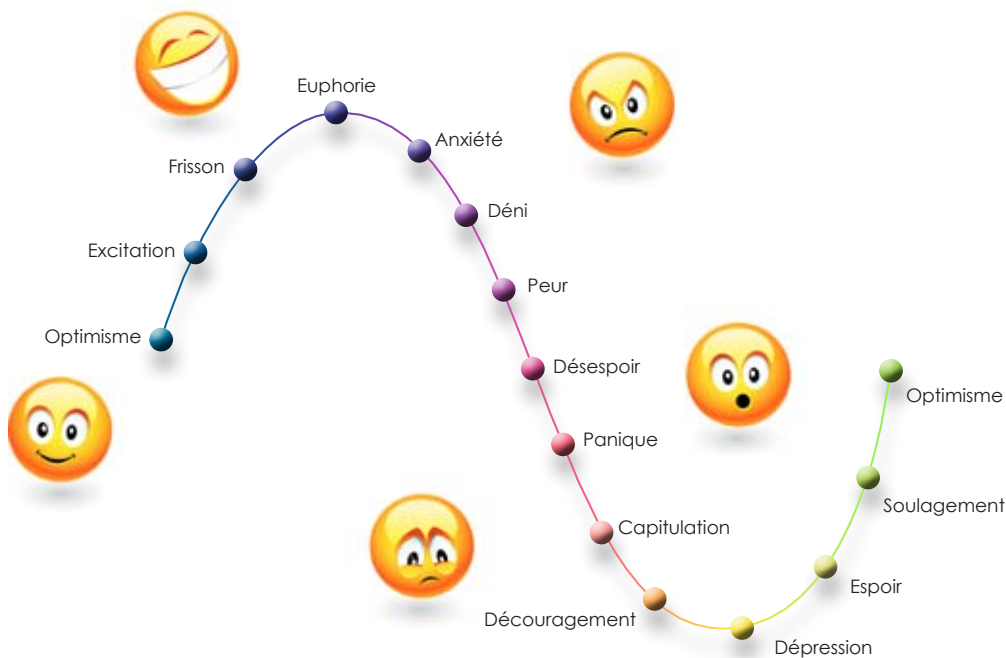 Optimisme
Excitation
Frisson
Euphorie
Anxiété
Déni
Peur
Désespoir
Panique
Capitulation
Découragement
Dépression
Espoir
Soulagement
Optimisme